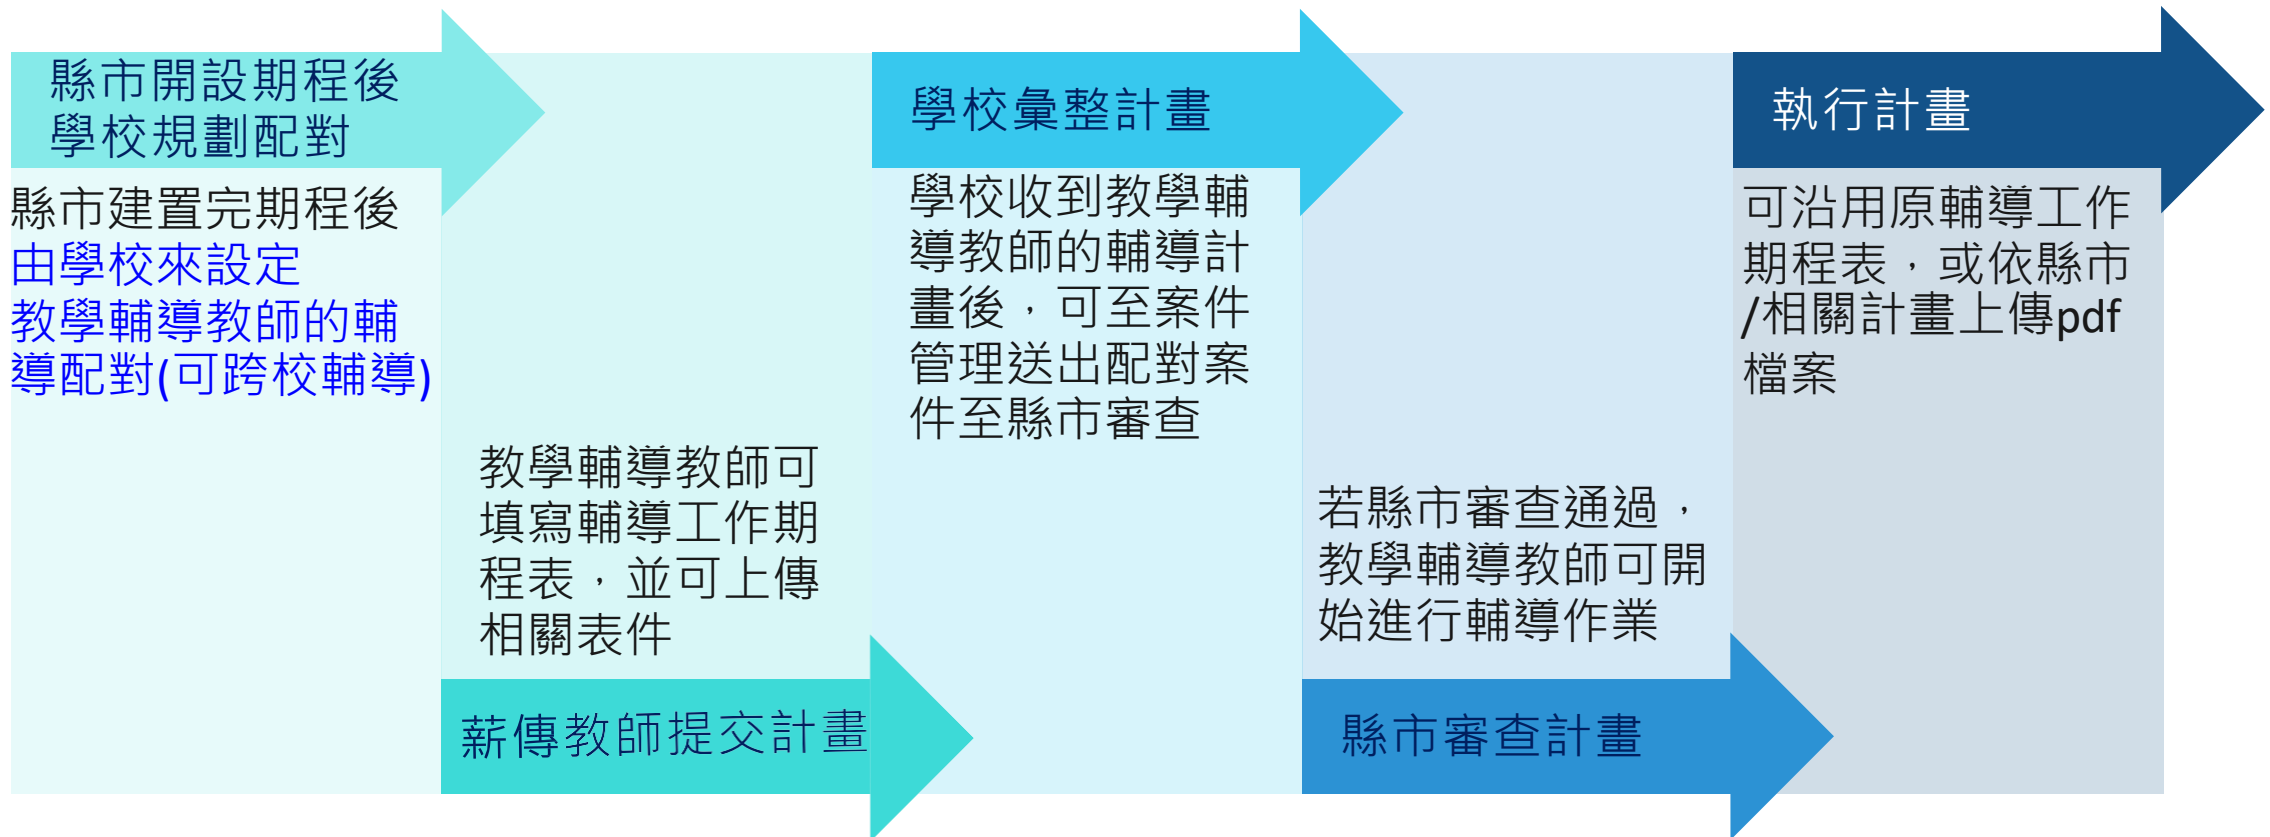 縣市開設期程後
學校規劃配對
縣市建置完期程後
由學校來設定
教學輔導教師的輔
導配對(可跨校輔導)
教學輔導教師可
填寫輔導工作期
程表，並可上傳
相關表件
薪傳教師提交計畫
學校彙整計畫
學校收到教學輔
導教師的輔導計
畫後，可至案件
管理送出配對案
件至縣市審查
若縣市審查通過，
教學輔導教師可開
始進行輔導作業
縣市審查計畫
執行計畫
可沿用原輔導工作
期程表，或依縣市
/相關計畫上傳pdf
檔案